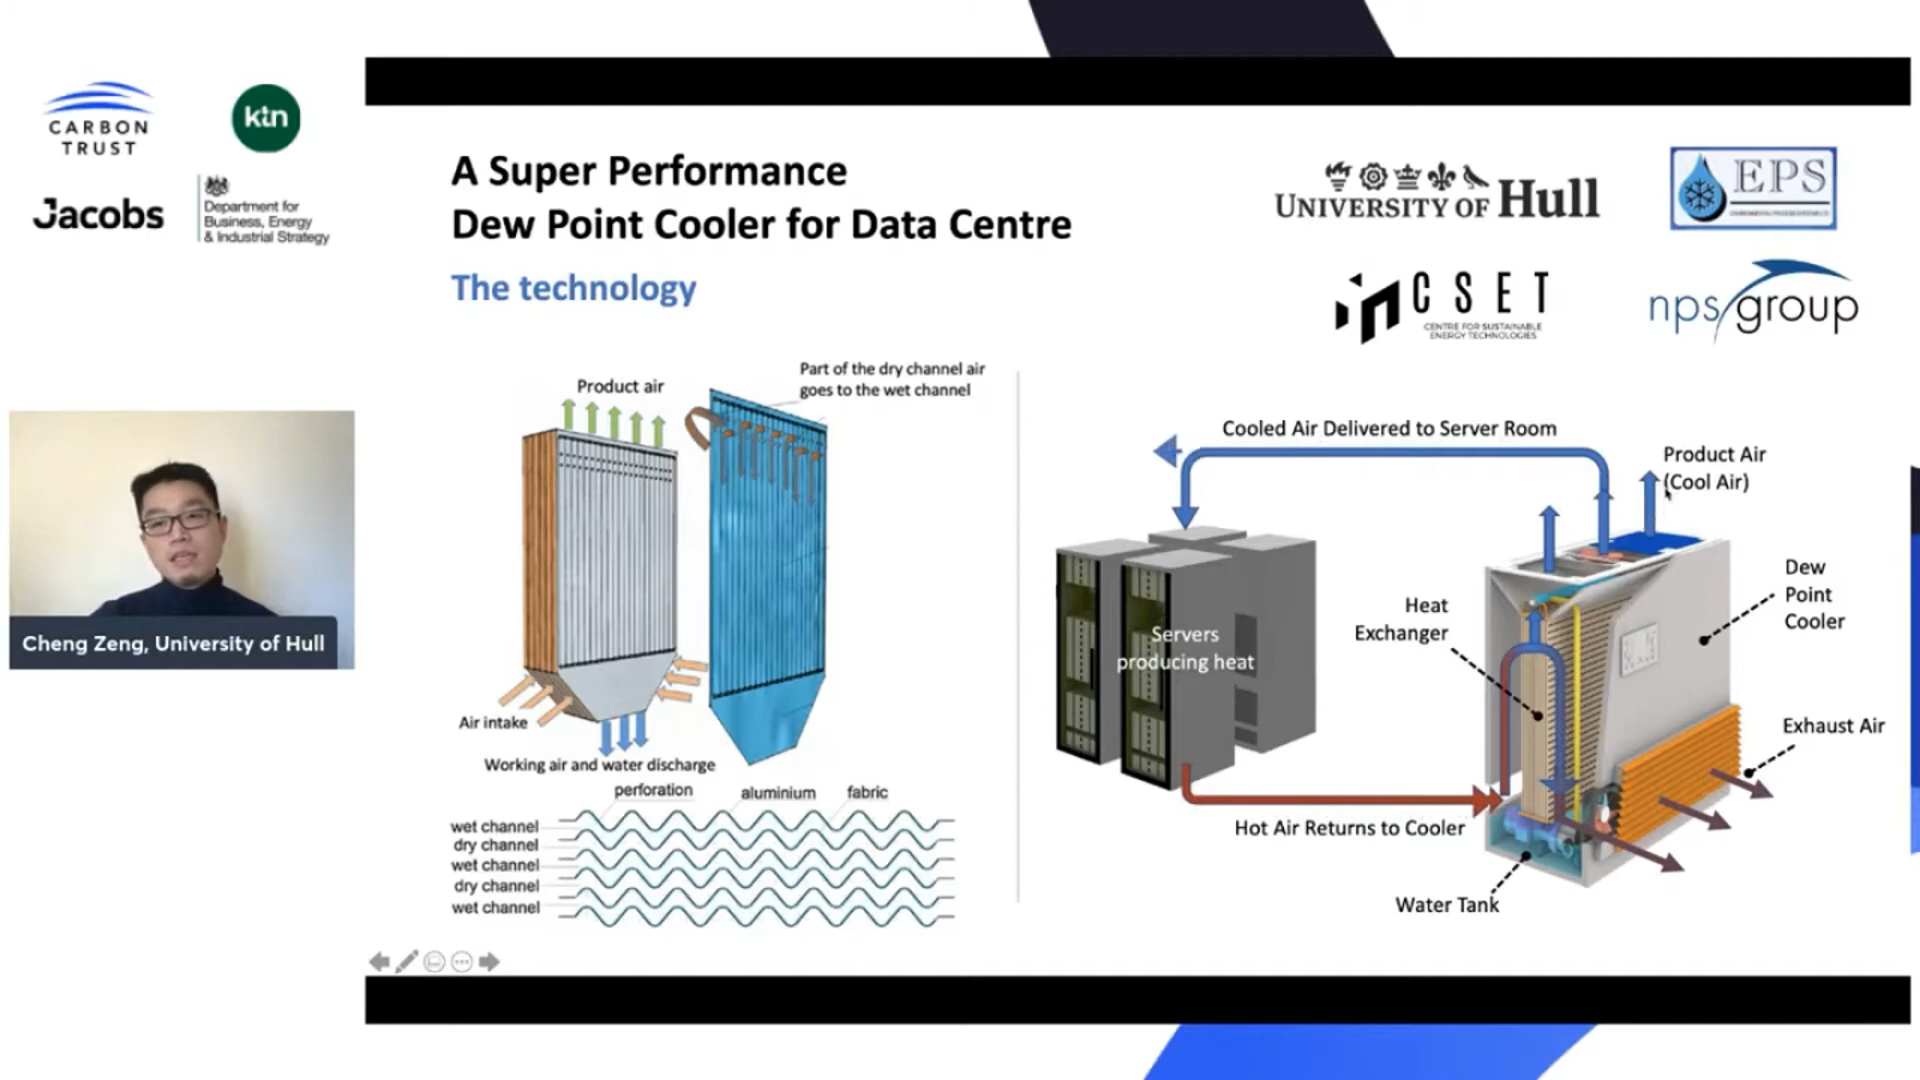 CARBON
TRUST
ktn
Jacobs
Department for
Business, Energy
& Industrial Strategy
A Super Performance
Dew Point Cooler for Data Centre
The technology
UNIVERSITY OF Hull
EPS
CSET
CENTRE FOR SUSTAINABLE
ENERGY TECHNOLOGIES
nps group
Cheng Zeng, University of Hull
Product air
Part of the dry channel air
goes to the wet channel
Air intake
Working air and water discharge
perforation
aluminium
fabric
wet channel
dry channel
wet channel
dry channel
wet channel
Cooled Air Delivered to Server Room
Product Air
(Cool Air)
Dew
Point
Cooler
Heat
Exchanger
Servers
producing heat
Exhaust Air
Hot Air Returns to Cooler
Water Tank